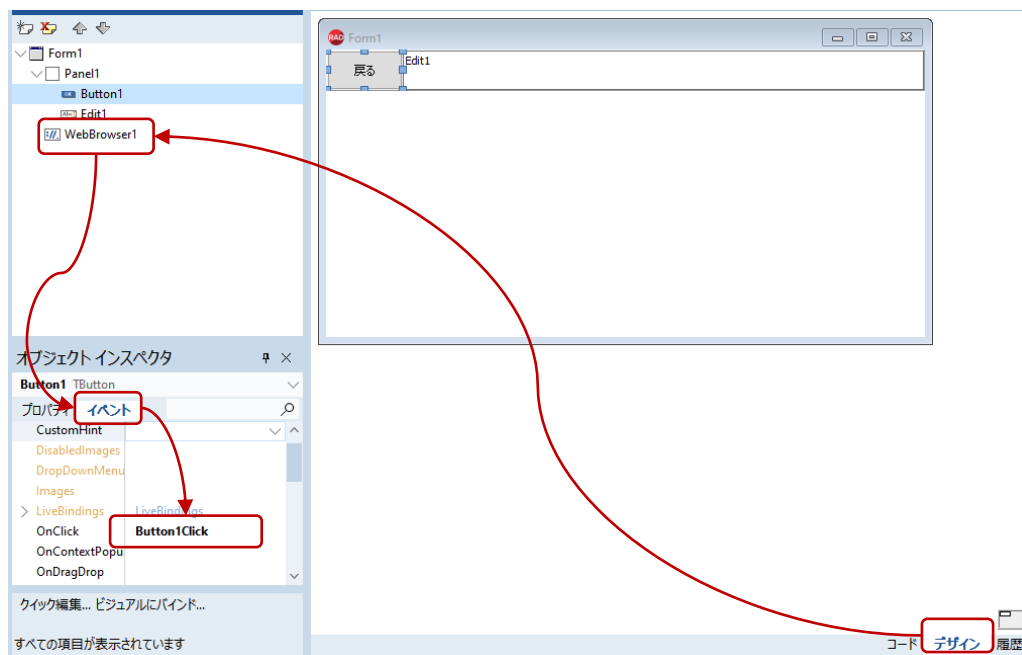 Form1
Panel1
Button1
Edit1
WebBrowser1
オブジェクト インスペクタ
Button1 TButton
プロパティ イベント
CustomHint
DisabledImages
DropDownMenu
Images
LiveBindings LiveBindings
OnClick Button1Click
OnContextPopu
OnDragDrop
クイック編集... ビジュアルにバインド...
すべての項目が表示されています
RAD Form1
戻る Edit1
コード デザイン 履歴